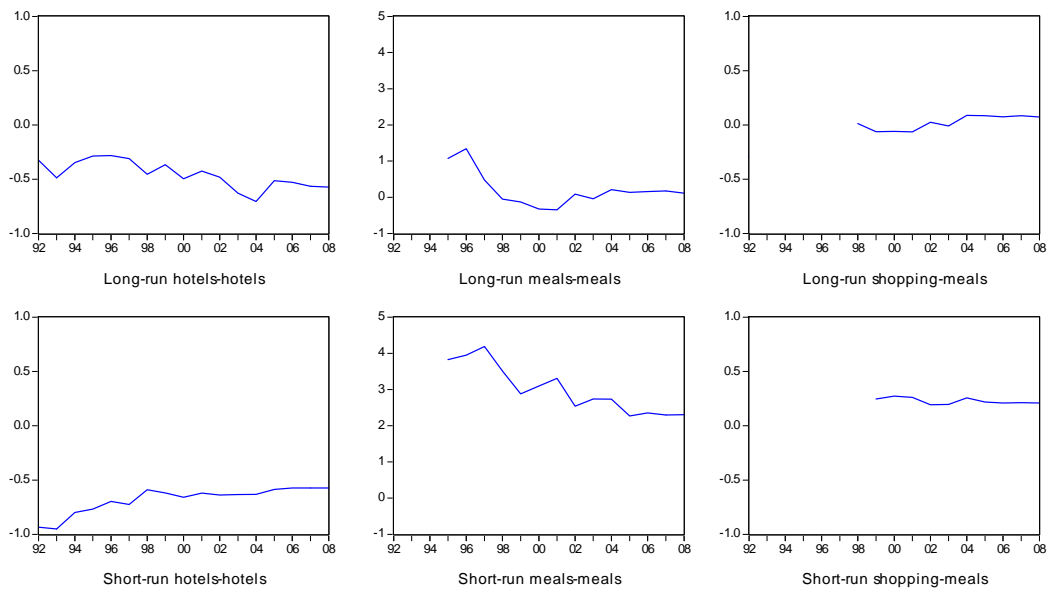 1.0
0.5
0.0
-0.5
-1.0
92 94 96 98 00 02 04 06 08
Long-run hotels-hotels
5
4
3
2
1
0
-1
92 94 96 98 00 02 04 06 08
Long-run meals-meals
1.0
0.5
0.0
-0.5
-1.0
92 94 96 98 00 02 04 06 08
Long-run shopping-meals
1.0
0.5
0.0
-0.5
-1.0
92 94 96 98 00 02 04 06 08
Short-run hotels-hotels
5
4
3
2
1
0
-1
92 94 96 98 00 02 04 06 08
Short-run meals-meals
1.0
0.5
0.0
-0.5
-1.0
92 94 96 98 00 02 04 06 08
Short-run shopping-meals